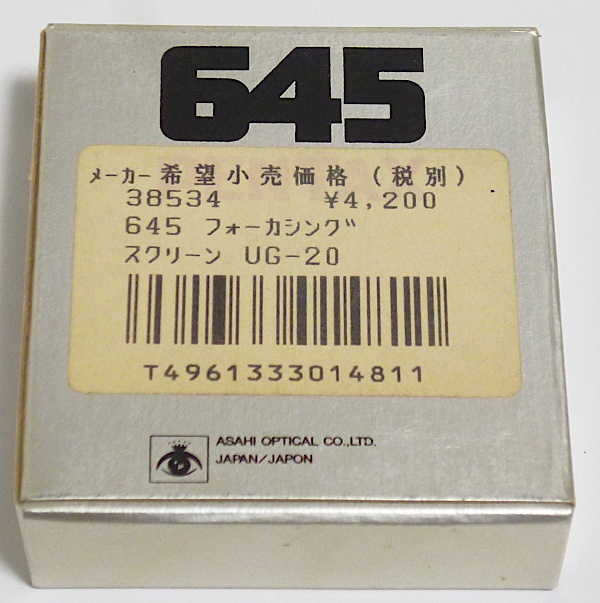 645
メーカー希望小売価格(税別)
38534 ¥4,200
645 フォーカシング
スクリーン UG-20
T4961333014811
ASAHI OPTICAL CO.,LTD.
JAPAN/JAPON